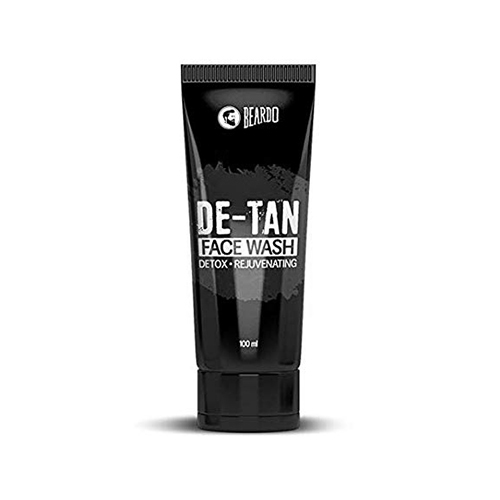 BEARDO
DE-TAN
FACE WASH
DETOX • REJUVENATING
100 ml